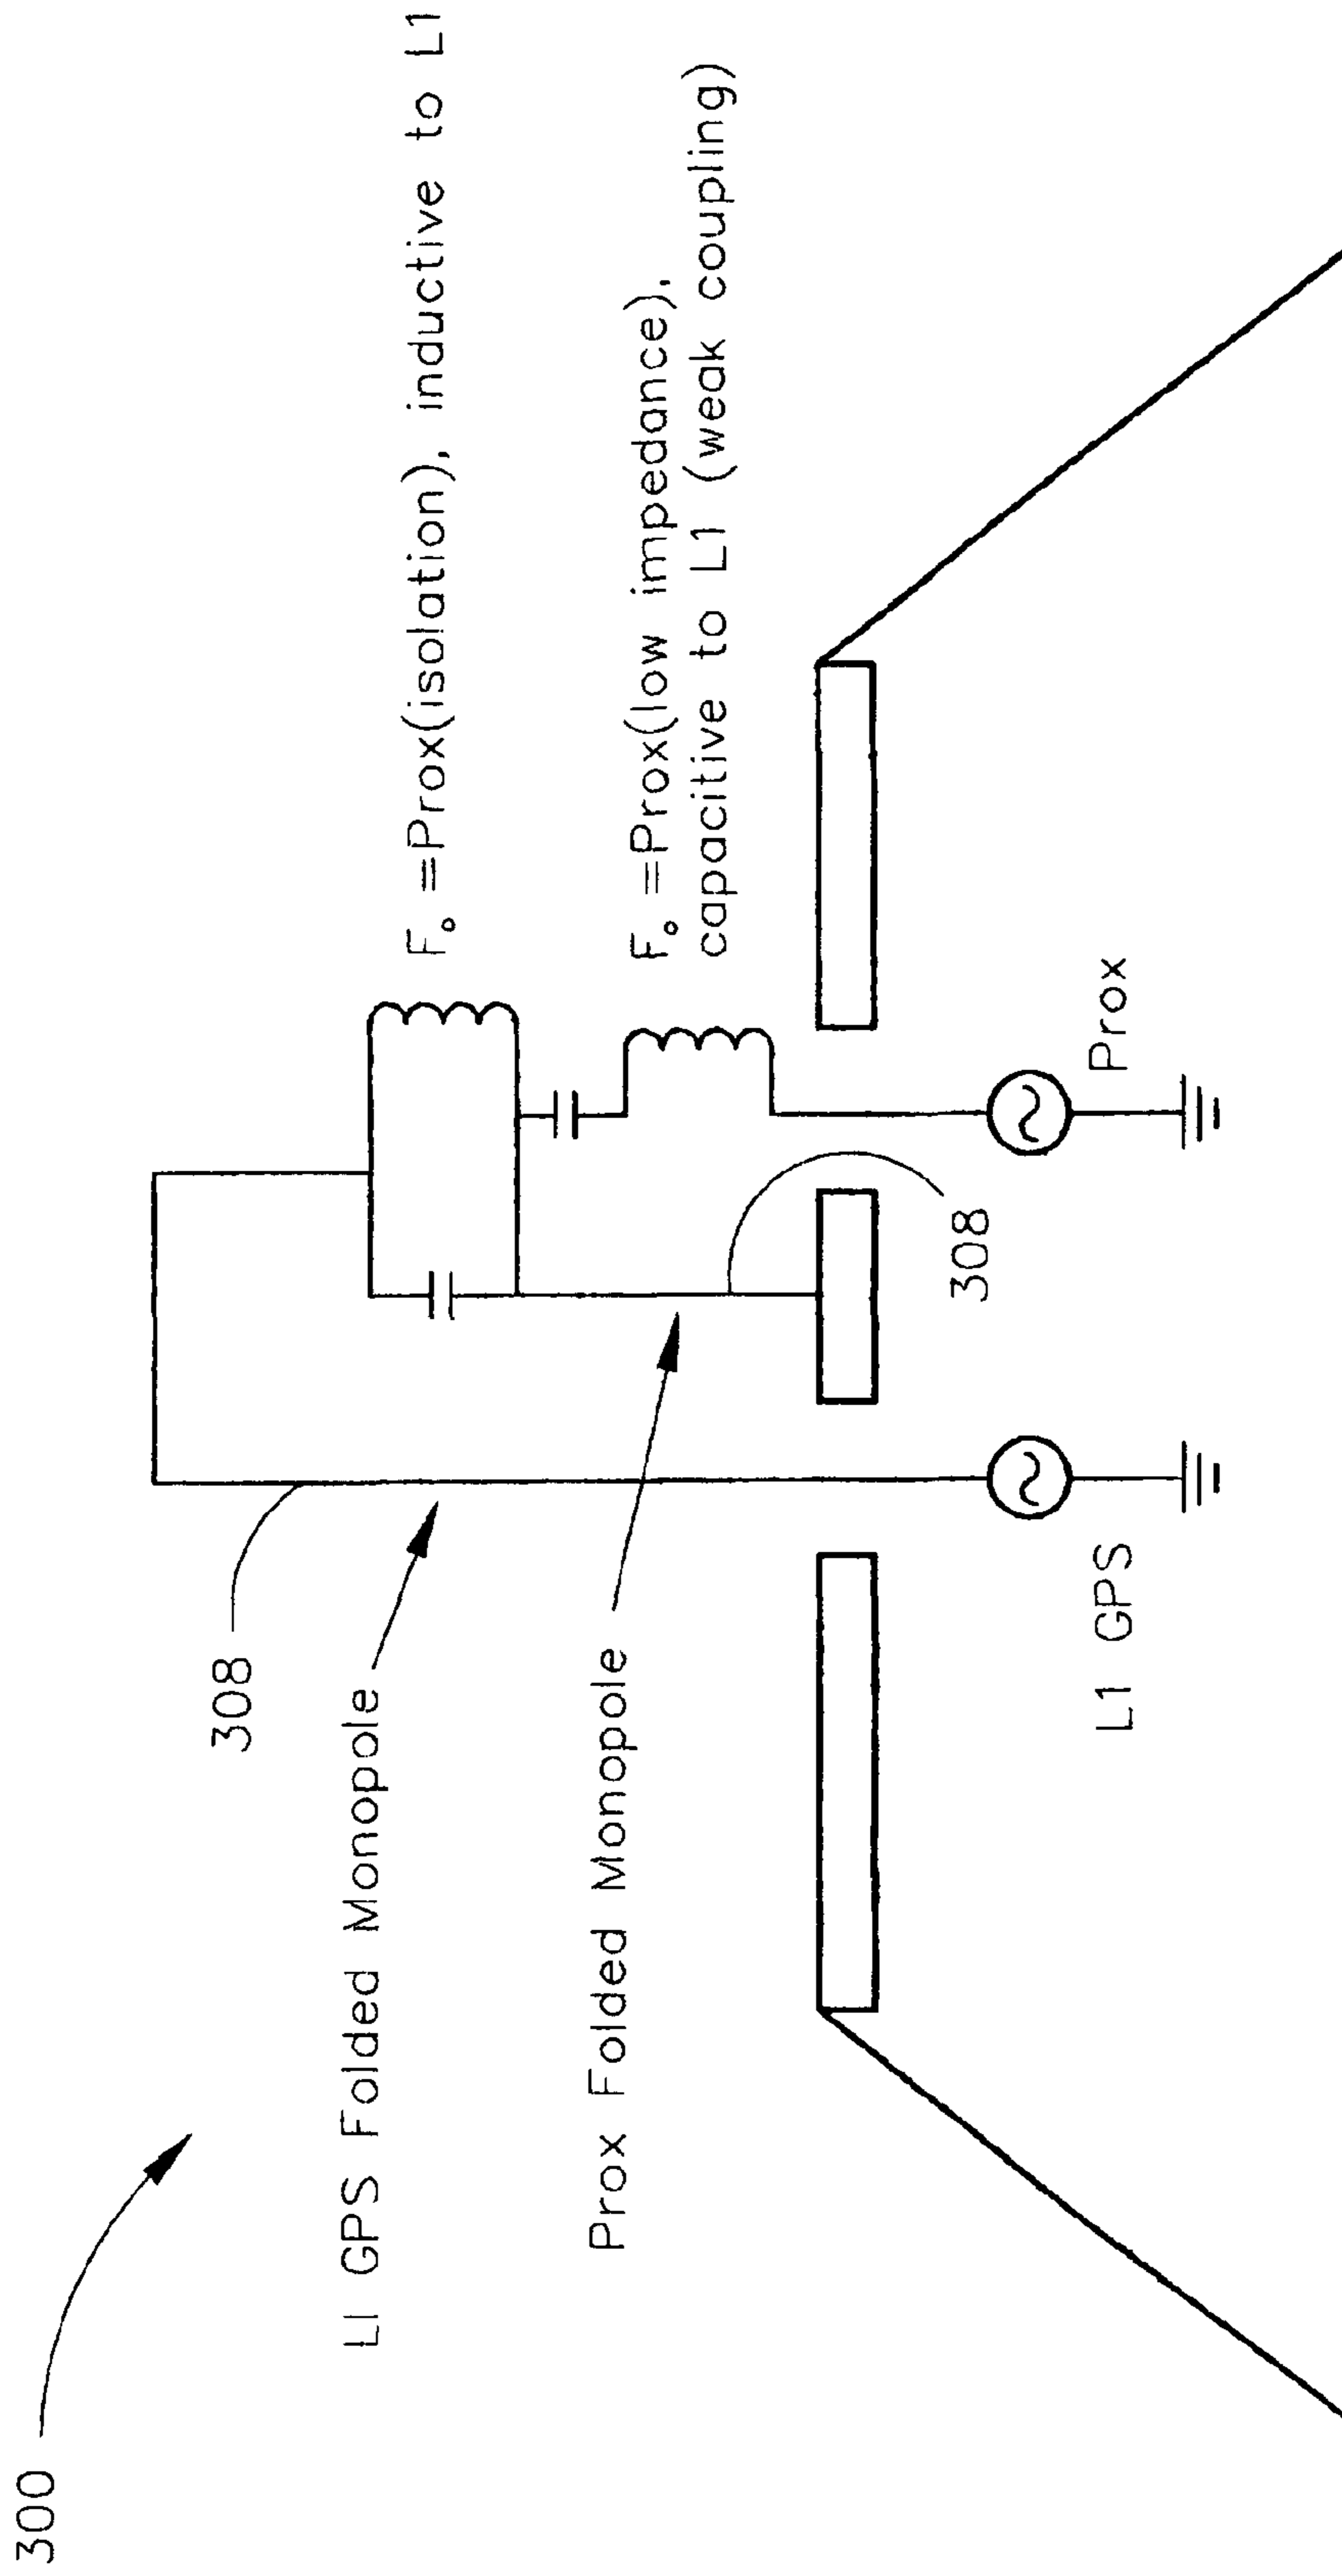 300
308
LI GPS Folded Monopole
Prox Folded Monopole
F₀ =Prox(isolation), inductive to L1
F₀ =Prox(low impedance),
capacitive to L1 (weak coupling)
308
L1 GPS
Prox